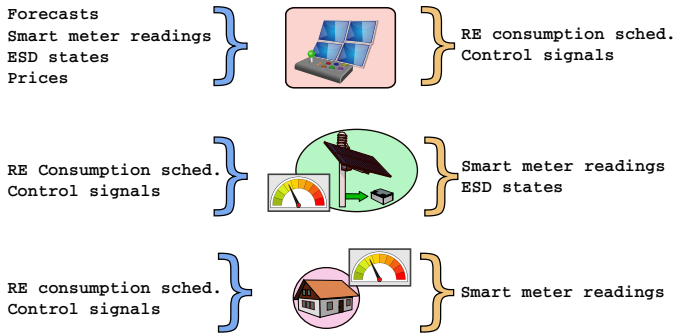 Forecasts
Smart meter readings
ESD states
Prices
RE consumption sched.
Control signals
RE Consumption sched.
Control signals
Smart meter readings
ESD states
RE consumption sched.
Control signals
Smart meter readings